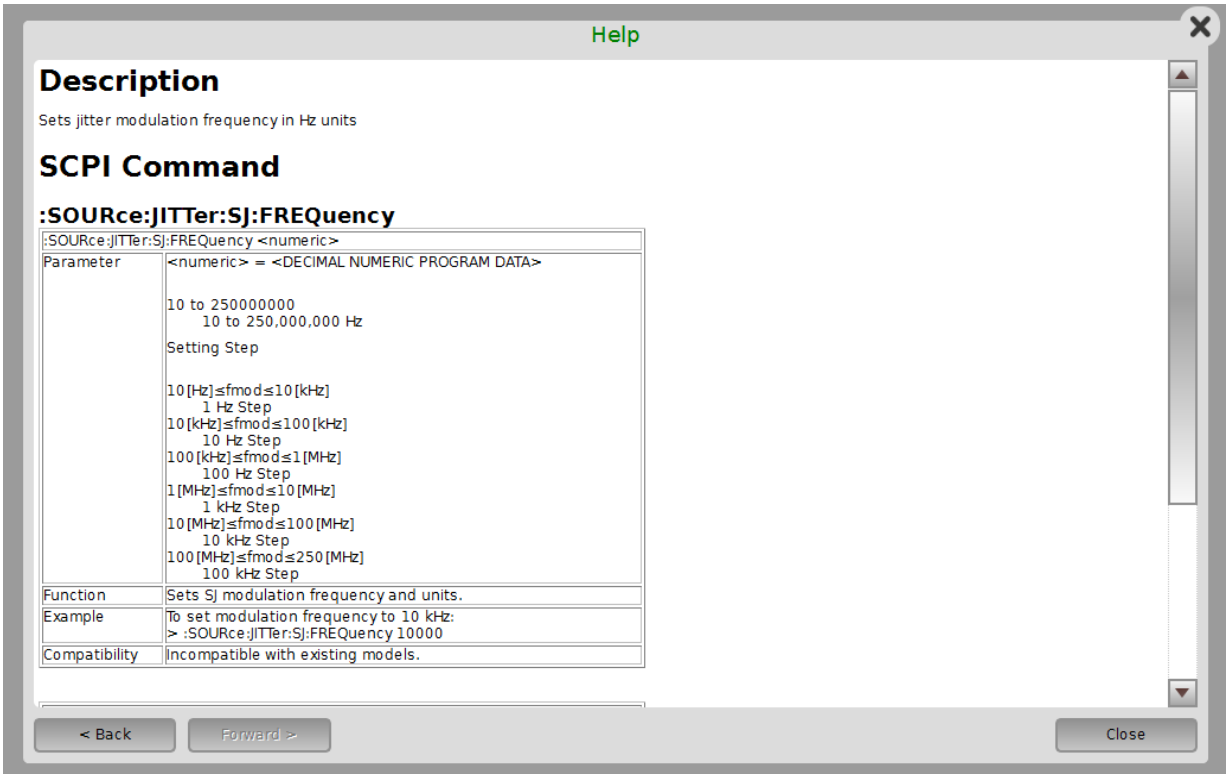 Help
Description
Sets jitter modulation frequency in Hz units
SCPI Command
:SOURce:JITTer:SJ:FREQuency
:SOURce:JITTer:SJ:FREQuency <numeric>
Parameter <numeric> = <DECIMAL NUMERIC PROGRAM DATA>
10 to 250000000
10 to 250,000,000 Hz
Setting Step
10[Hz]≤fmod≤10[kHz]
1 Hz Step
10[kHz]≤fmod≤100[kHz]
10 Hz Step
100[kHz]≤fmod≤1[MHz]
100 Hz Step
1[MHz]≤fmod≤10[MHz]
1 kHz Step
10[MHz]≤fmod≤100[MHz]
10 kHz Step
100[MHz]≤fmod≤250[MHz]
100 kHz Step
Function Sets SJ modulation frequency and units.
Example To set modulation frequency to 10 kHz:
> :SOURce:JITTer:SJ:FREQuency 10000
Compatibility Incompatible with existing models.
< Back Forward > Close